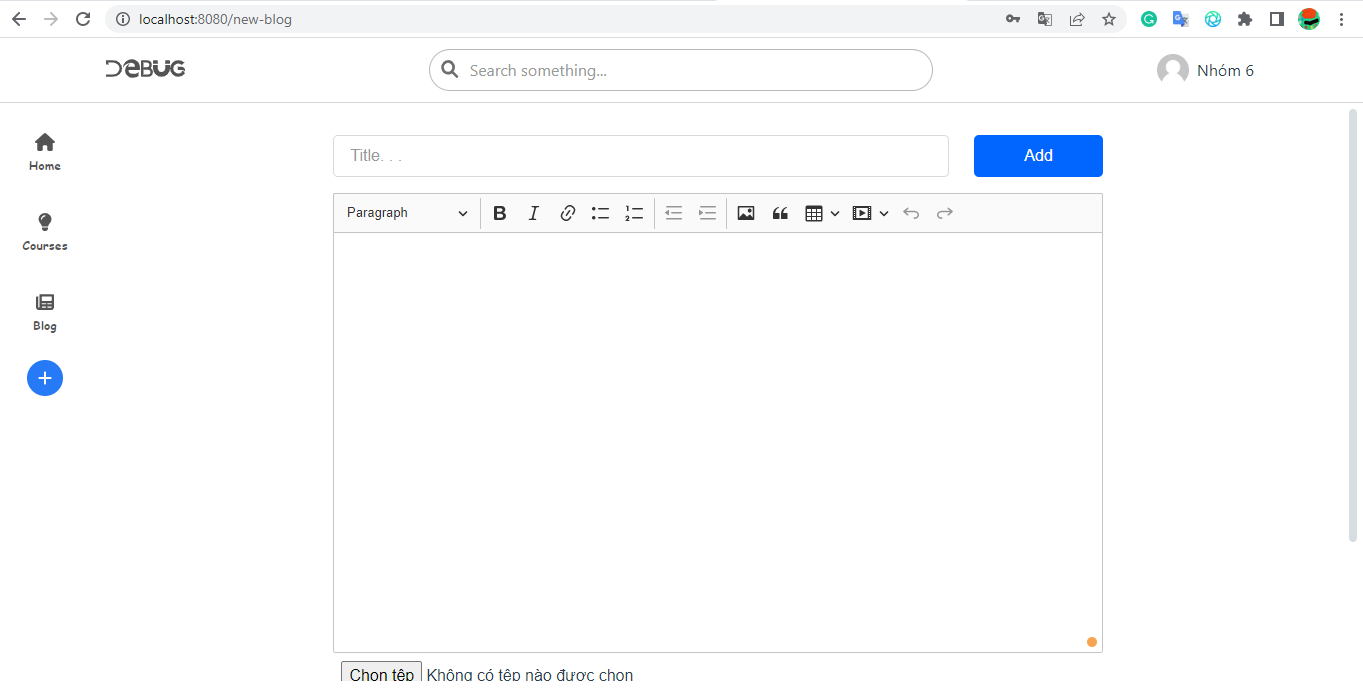 localhost:8080/new-blog
DEBUG
Search something...
Nhóm 6
Home
Title. . .
Add
Paragraph
Courses
Blog
Chọn tệp Không có tệp nào được chọn